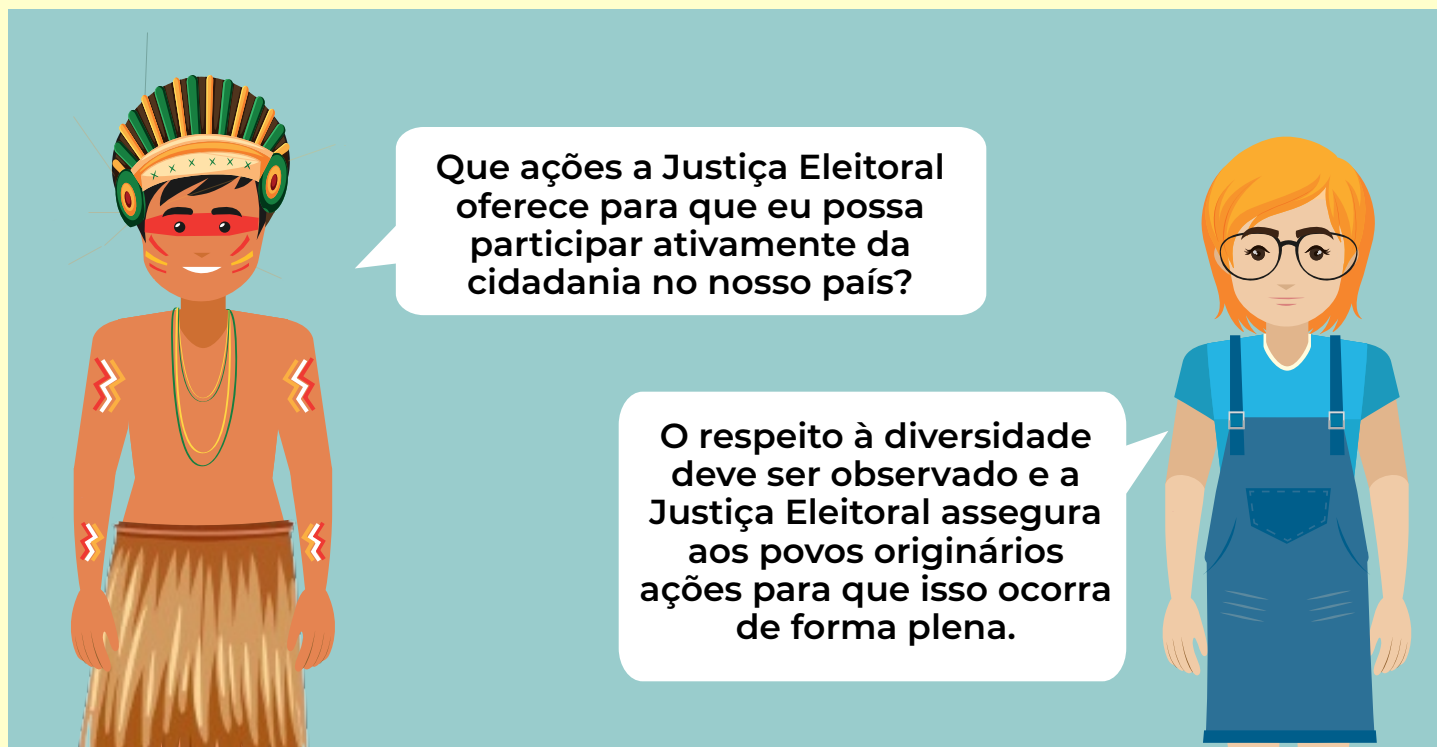 Que ações a Justiça Eleitoral
oferece para que eu possa
participar ativamente da
cidadania no nosso país?
O respeito à diversidade
deve ser observado e a
Justiça Eleitoral assegura
aos povos originários
ações para que isso ocorra
de forma plena.